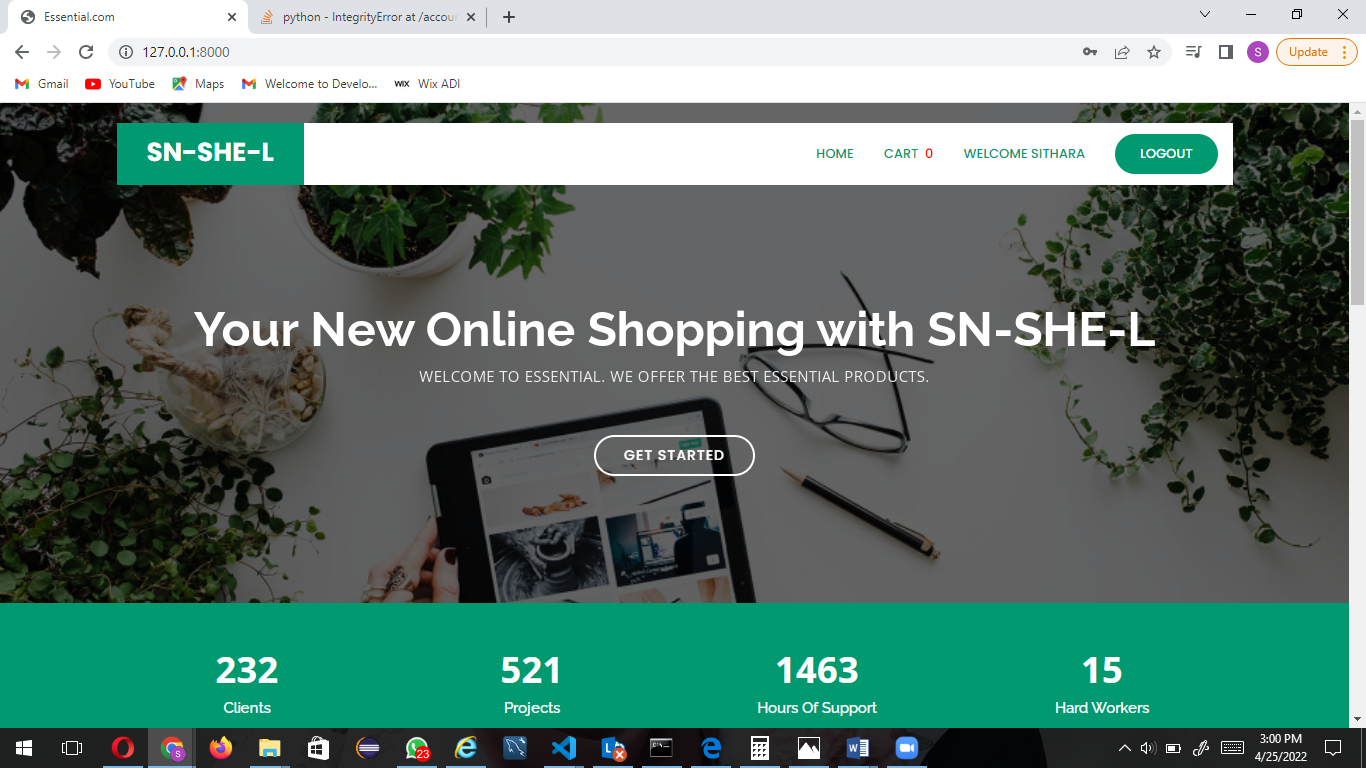 Essential.com
python - IntegrityError at /accou
127.0.0.1:8000
S
Update
Gmail
YouTube
Maps
Welcome to Develo...
WIX
Wix ADI
SN-SHE-L
HOME
CART 0
WELCOME SITHARA
LOGOUT
Your New Online Shopping with SN-SHE-L
WELCOME TO ESSENTIAL. WE OFFER THE BEST ESSENTIAL PRODUCTS.
GET STARTED
232
521
1463
15
Clients
Projects
Hours Of Support
Hard Workers
23
3:00 PM
4/25/2022